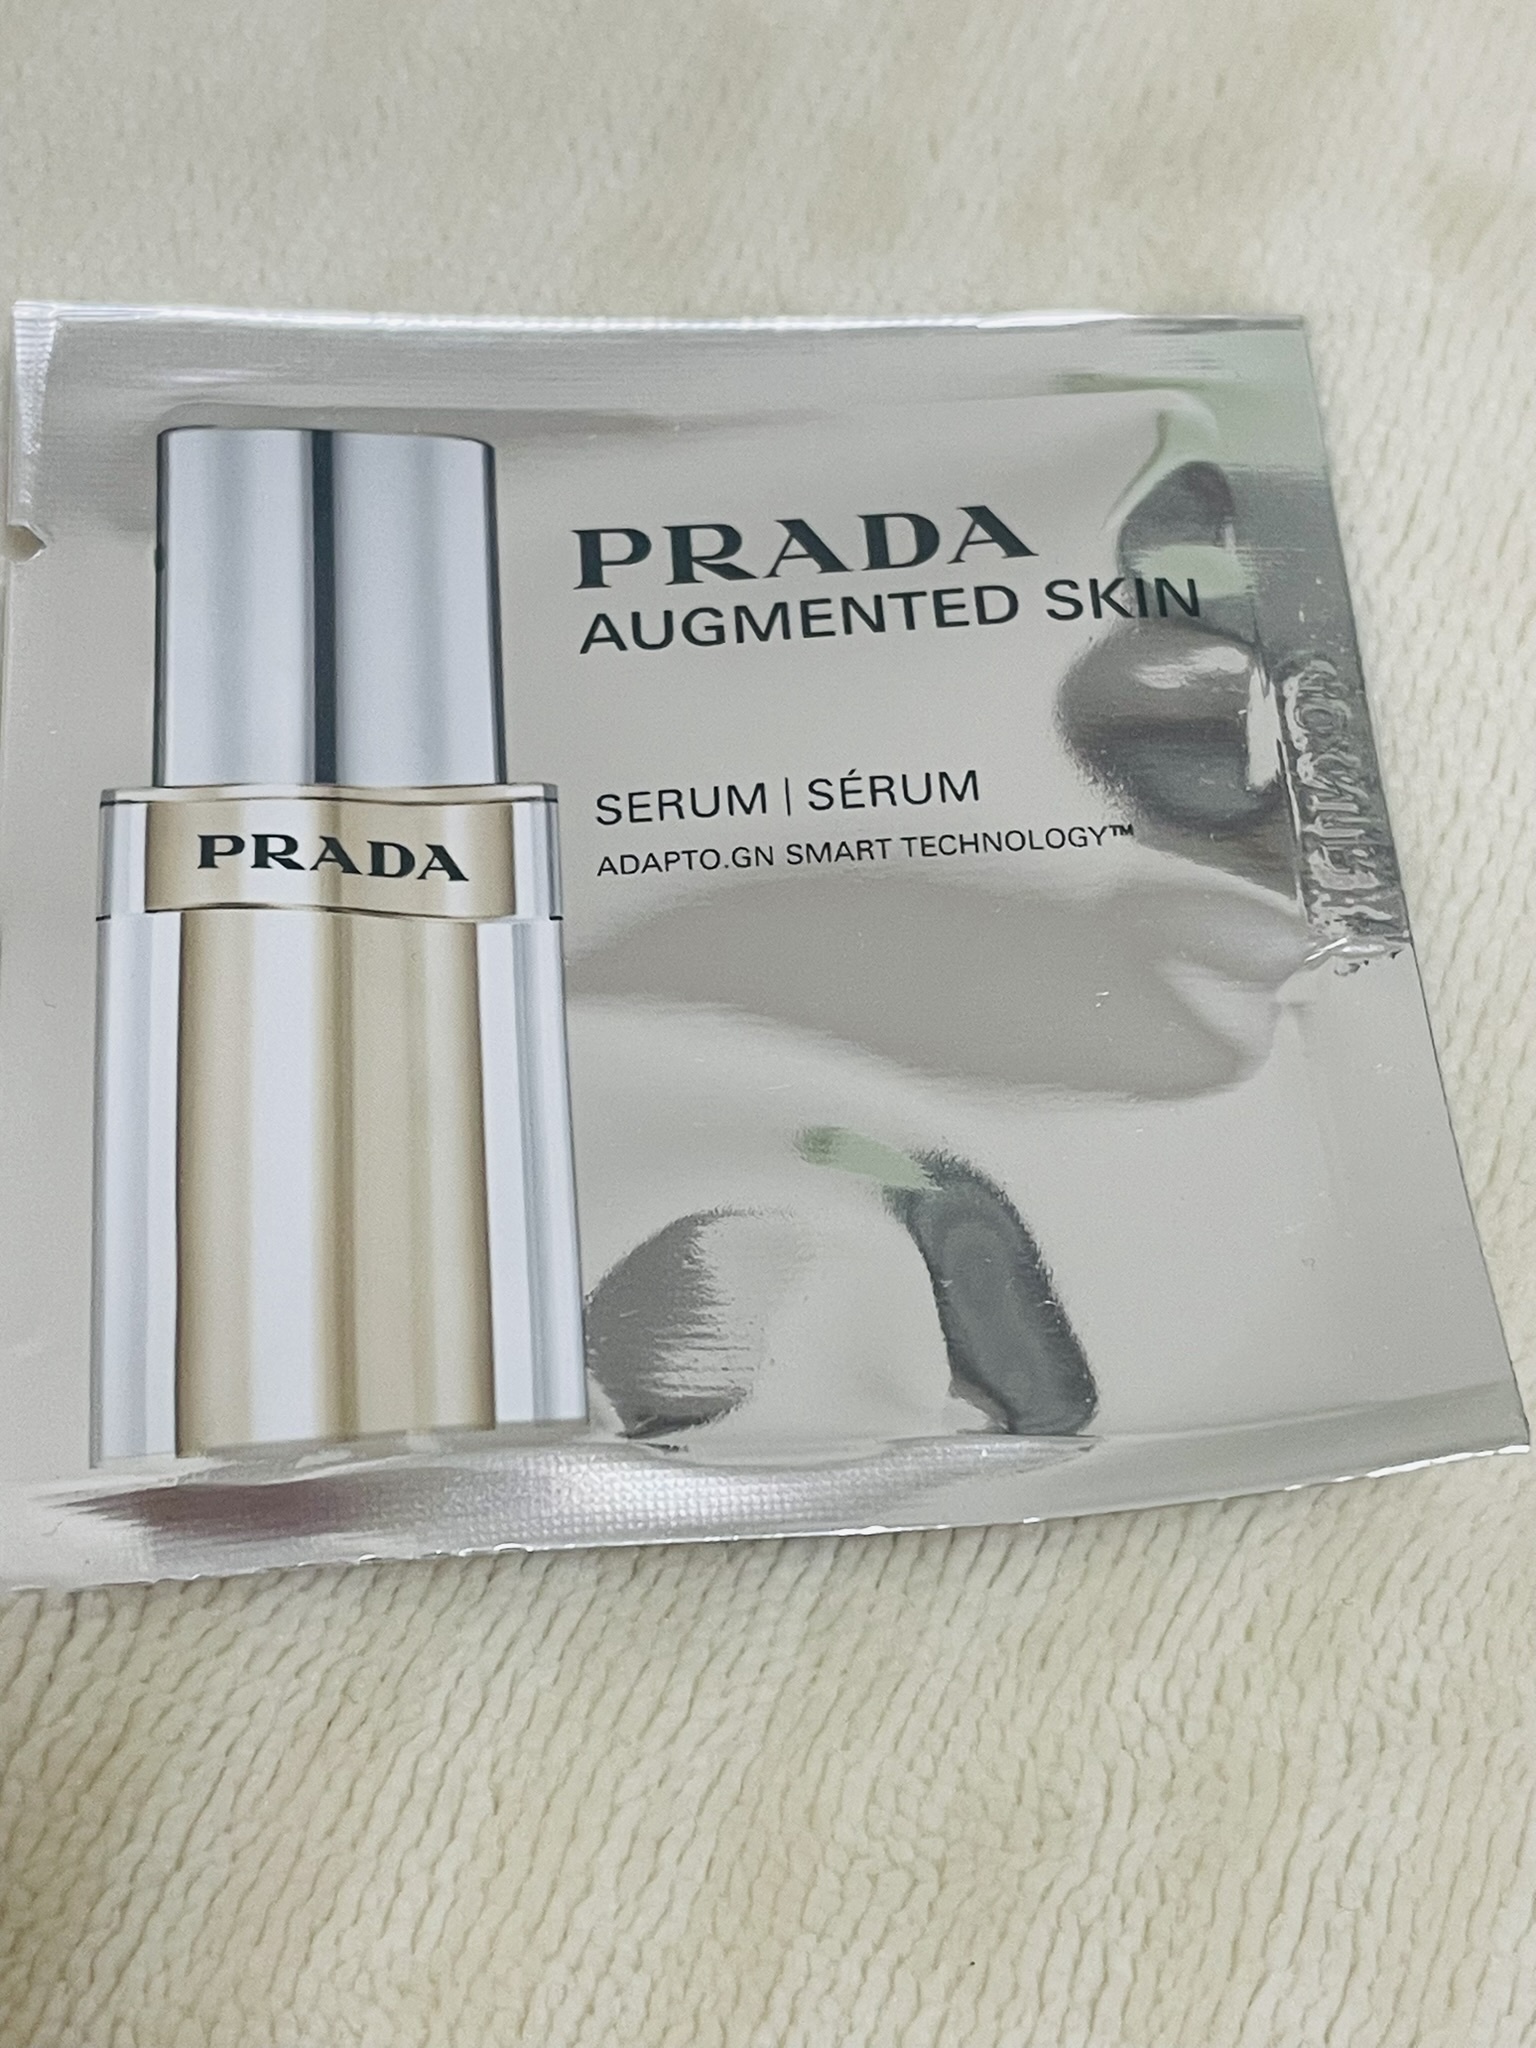 PRADA
AUGMENTED SKIN
SERUM | SÉRUM
ADAPTO.GN SMART TECHNOLOGY™
PRADA